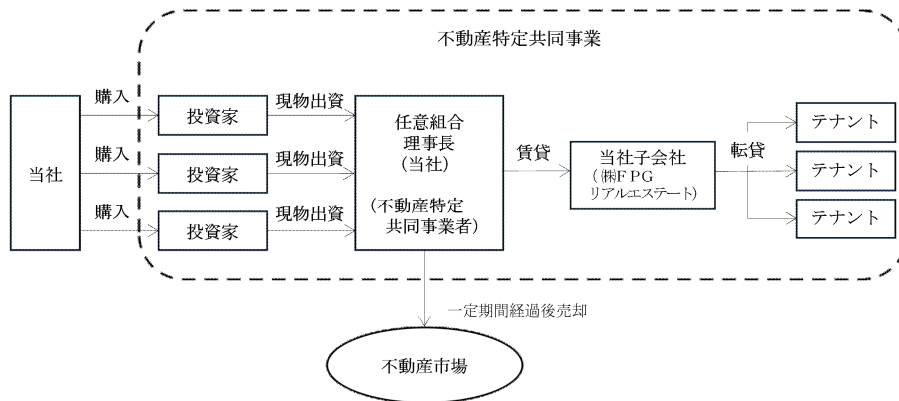 不動産特定共同事業
当社
購入
購入
購入
投資家
投資家
投資家
現物出資
現物出資
現物出資
任意組合
理事長
(当社)
(不動産特定
共同事業者)
賃貸
当社子会社
(㈱FPG
リアルエステート)
転貸
テナント
テナント
テナント
一定期間経過後売却
不動産市場